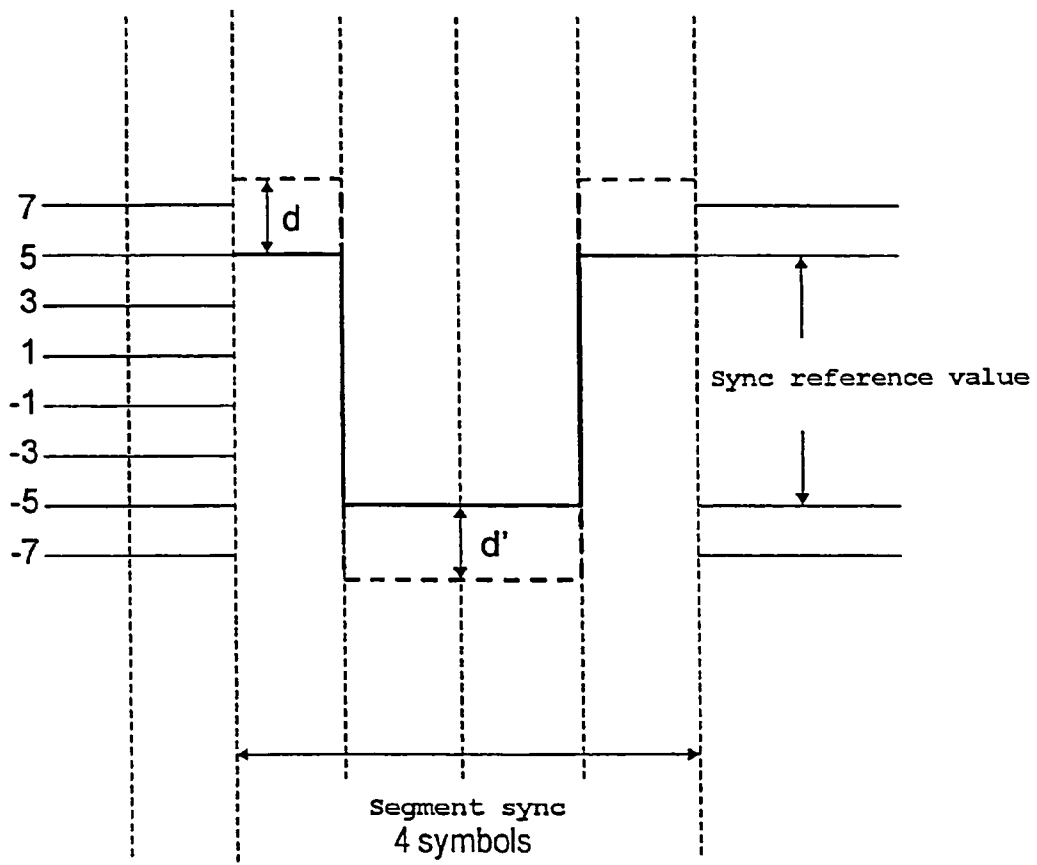 7
d
5
3
1
Sync reference value
-1
-3
-5
d'
-7
Segment sync
4 symbols